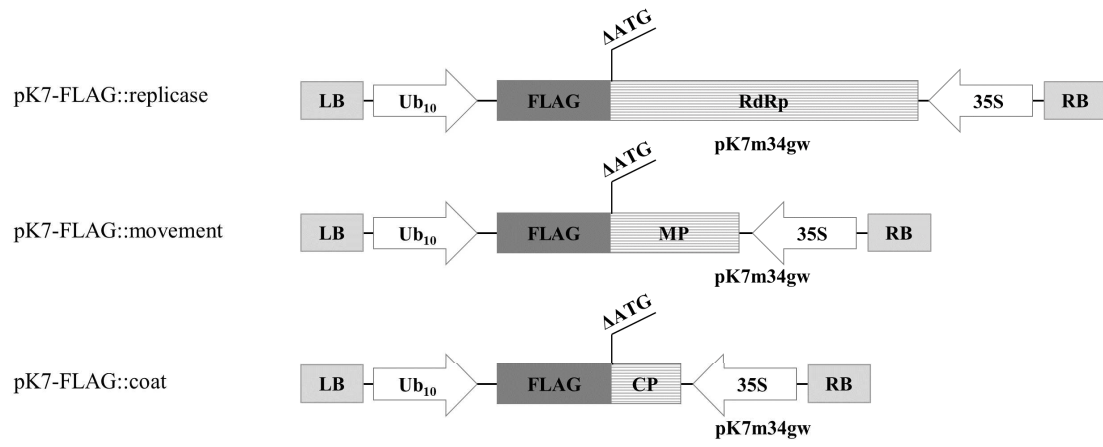 ΔATG
pK7-FLAG::replicase LB Ub10 FLAG RdRp 35S RB
pK7m34gw
ΔATG
pK7-FLAG::movement LB Ub10 FLAG MP 35S RB
pK7m34gw
ΔATG
pK7-FLAG::coat LB Ub10 FLAG CP 35S RB
pK7m34gw